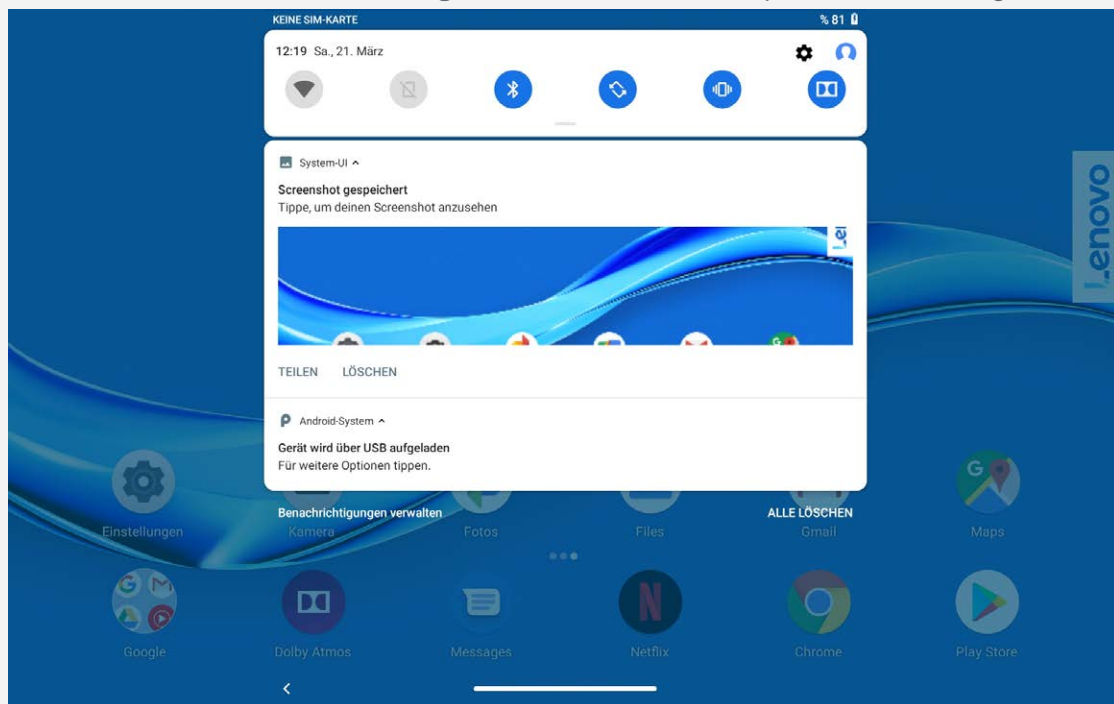 KEINE SIM-KARTE % 81
12:19 Sa., 21. März
System-UI
Screenshot gespeichert
Tippe, um deinen Screenshot anzusehen
Lenovo
TEILEN LÖSCHEN
Android-System
Gerät wird über USB aufgeladen
Für weitere Optionen tippen.
Benachrichtigungen verwalten ALLE LÖSCHEN
Einstellungen Kamera Fotos Files Gmail Maps
Google Dolby Atmos Messages Netflix Chrome Play Store